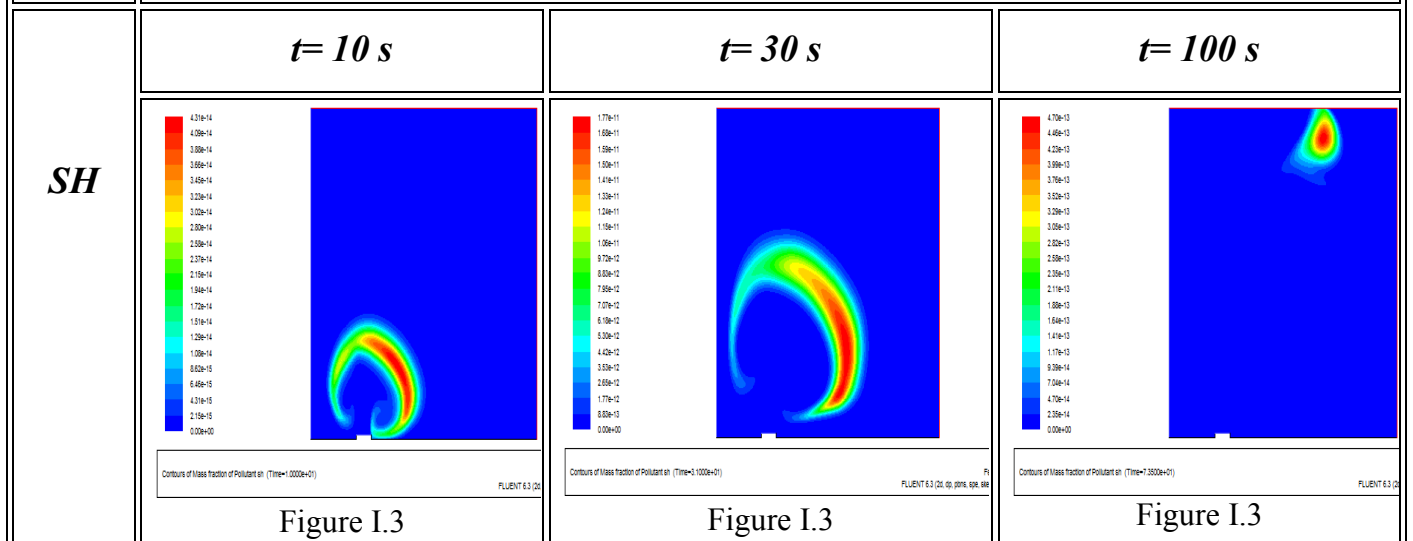 t= 10 s
t= 30 s
t= 100 s
SH
4.31e-14
4.09e-14
3.88e-14
3.66e-14
3.45e-14
3.23e-14
3.02e-14
2.80e-14
2.58e-14
2.37e-14
2.15e-14
1.94e-14
1.72e-14
1.51e-14
1.29e-14
1.08e-14
8.62e-15
6.46e-15
4.31e-15
2.15e-15
0.00e+00
Contours of Mass fraction of Pollutant sh (Time=1.0000e+01)
FLUENT 6.3 (2d
Figure I.3
1.77e-11
1.68e-11
1.59e-11
1.50e-11
1.41e-11
1.33e-11
1.24e-11
1.15e-11
1.06e-11
9.72e-12
8.83e-12
7.95e-12
7.07e-12
6.18e-12
5.30e-12
4.42e-12
3.53e-12
2.65e-12
1.77e-12
8.83e-13
0.00e+00
Contours of Mass fraction of Pollutant sh (Time=3.1000e+01)
FLUENT 6.3 (2d, dp, pbns, spe, ske
Figure I.3
4.70e-13
4.46e-13
4.23e-13
3.99e-13
3.76e-13
3.52e-13
3.29e-13
3.05e-13
2.82e-13
2.58e-13
2.35e-13
2.11e-13
1.88e-13
1.64e-13
1.41e-13
1.17e-13
9.39e-14
7.04e-14
4.70e-14
2.35e-14
0.00e+00
Contours of Mass fraction of Pollutant sh (Time=7.3500e+01)
FLUENT 6.3 (2d
Figure I.3